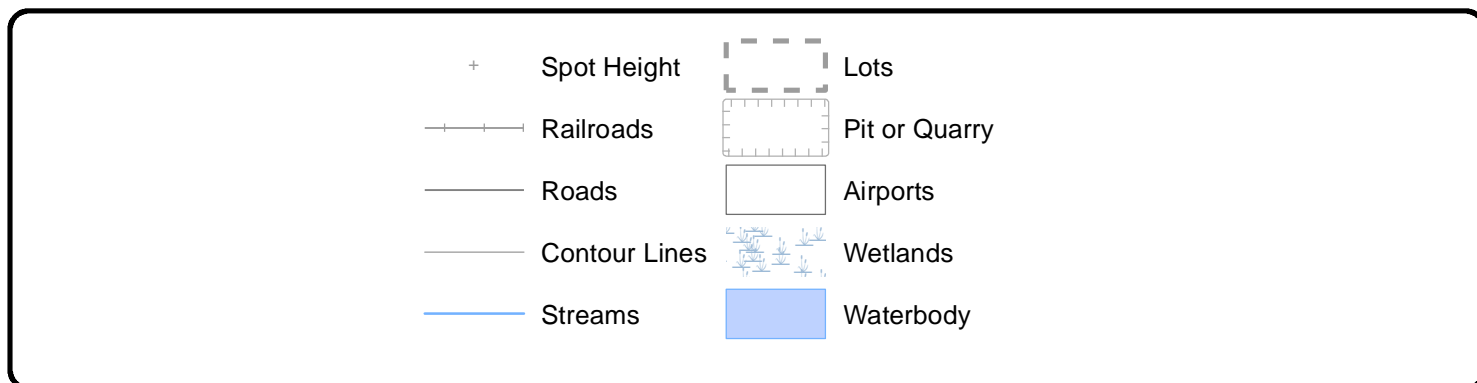 Spot Height
Railroads
Roads
Contour Lines
Streams
Lots
Pit or Quarry
Airports
Wetlands
Waterbody